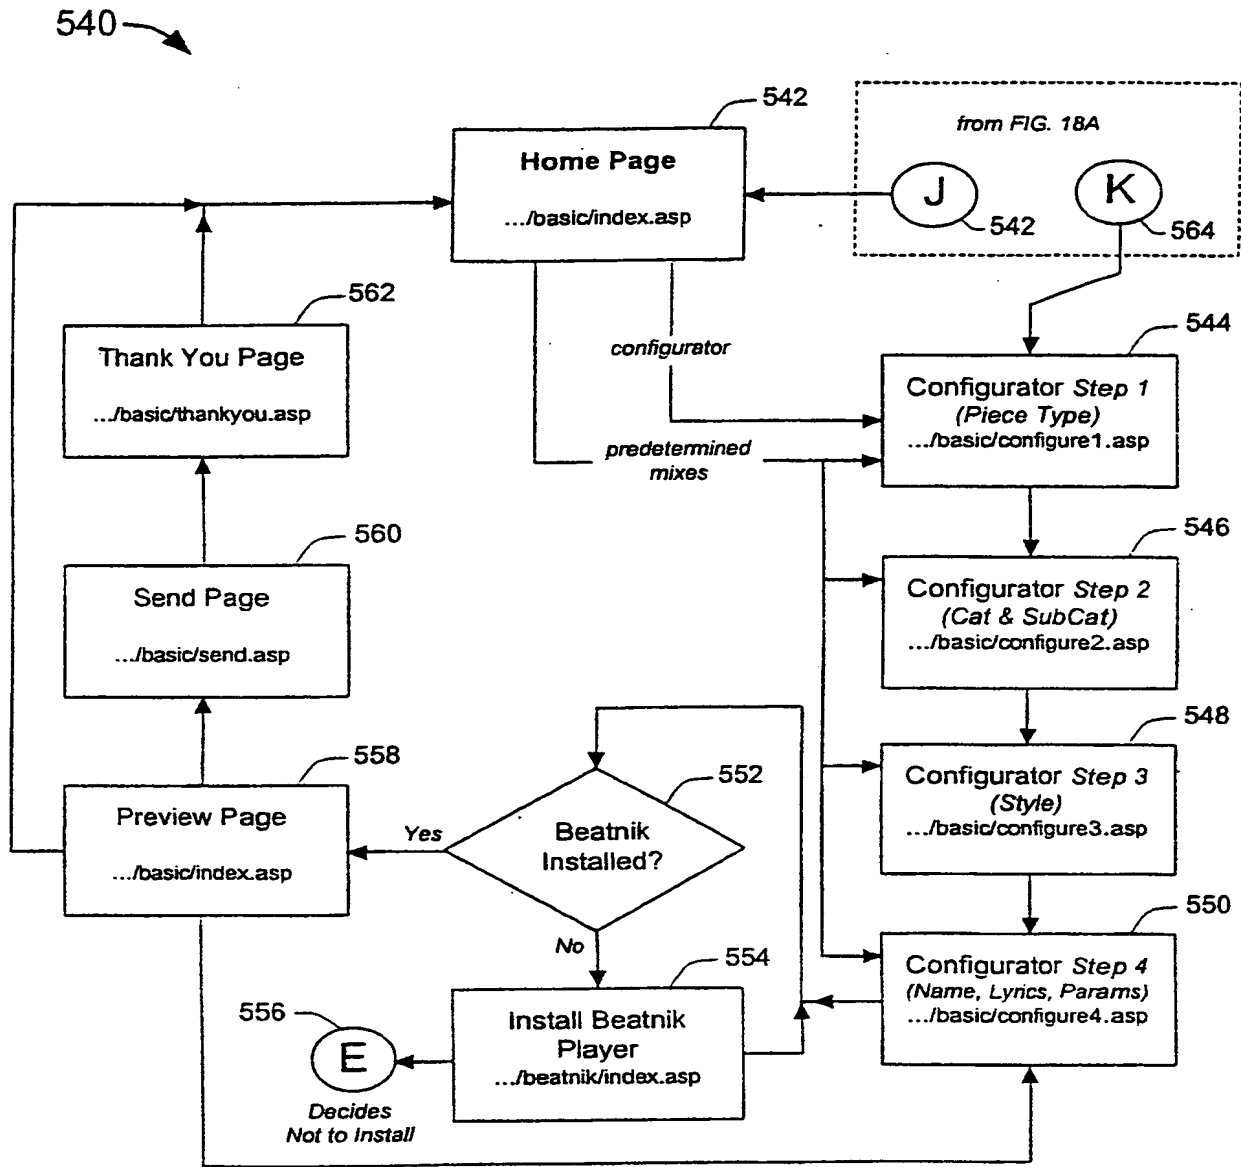 540
542
from FIG. 18A
Home Page
.../basic/index.asp
J
542
K
564
562
Thank You Page
.../basic/thankyou.asp
configurator
predetermined
mixes
544
Configurator Step 1
(Piece Type)
.../basic/configure1.asp
560
Send Page
.../basic/send.asp
546
Configurator Step 2
(Cat & SubCat)
.../basic/configure2.asp
558
Preview Page
.../basic/index.asp
Yes
552
Beatnik
Installed?
No
548
Configurator Step 3
(Style)
.../basic/configure3.asp
550
Configurator Step 4
(Name, Lyrics, Params)
.../basic/configure4.asp
554
Install Beatnik
Player
.../beatnik/index.asp
556
E
Decides
Not to Install